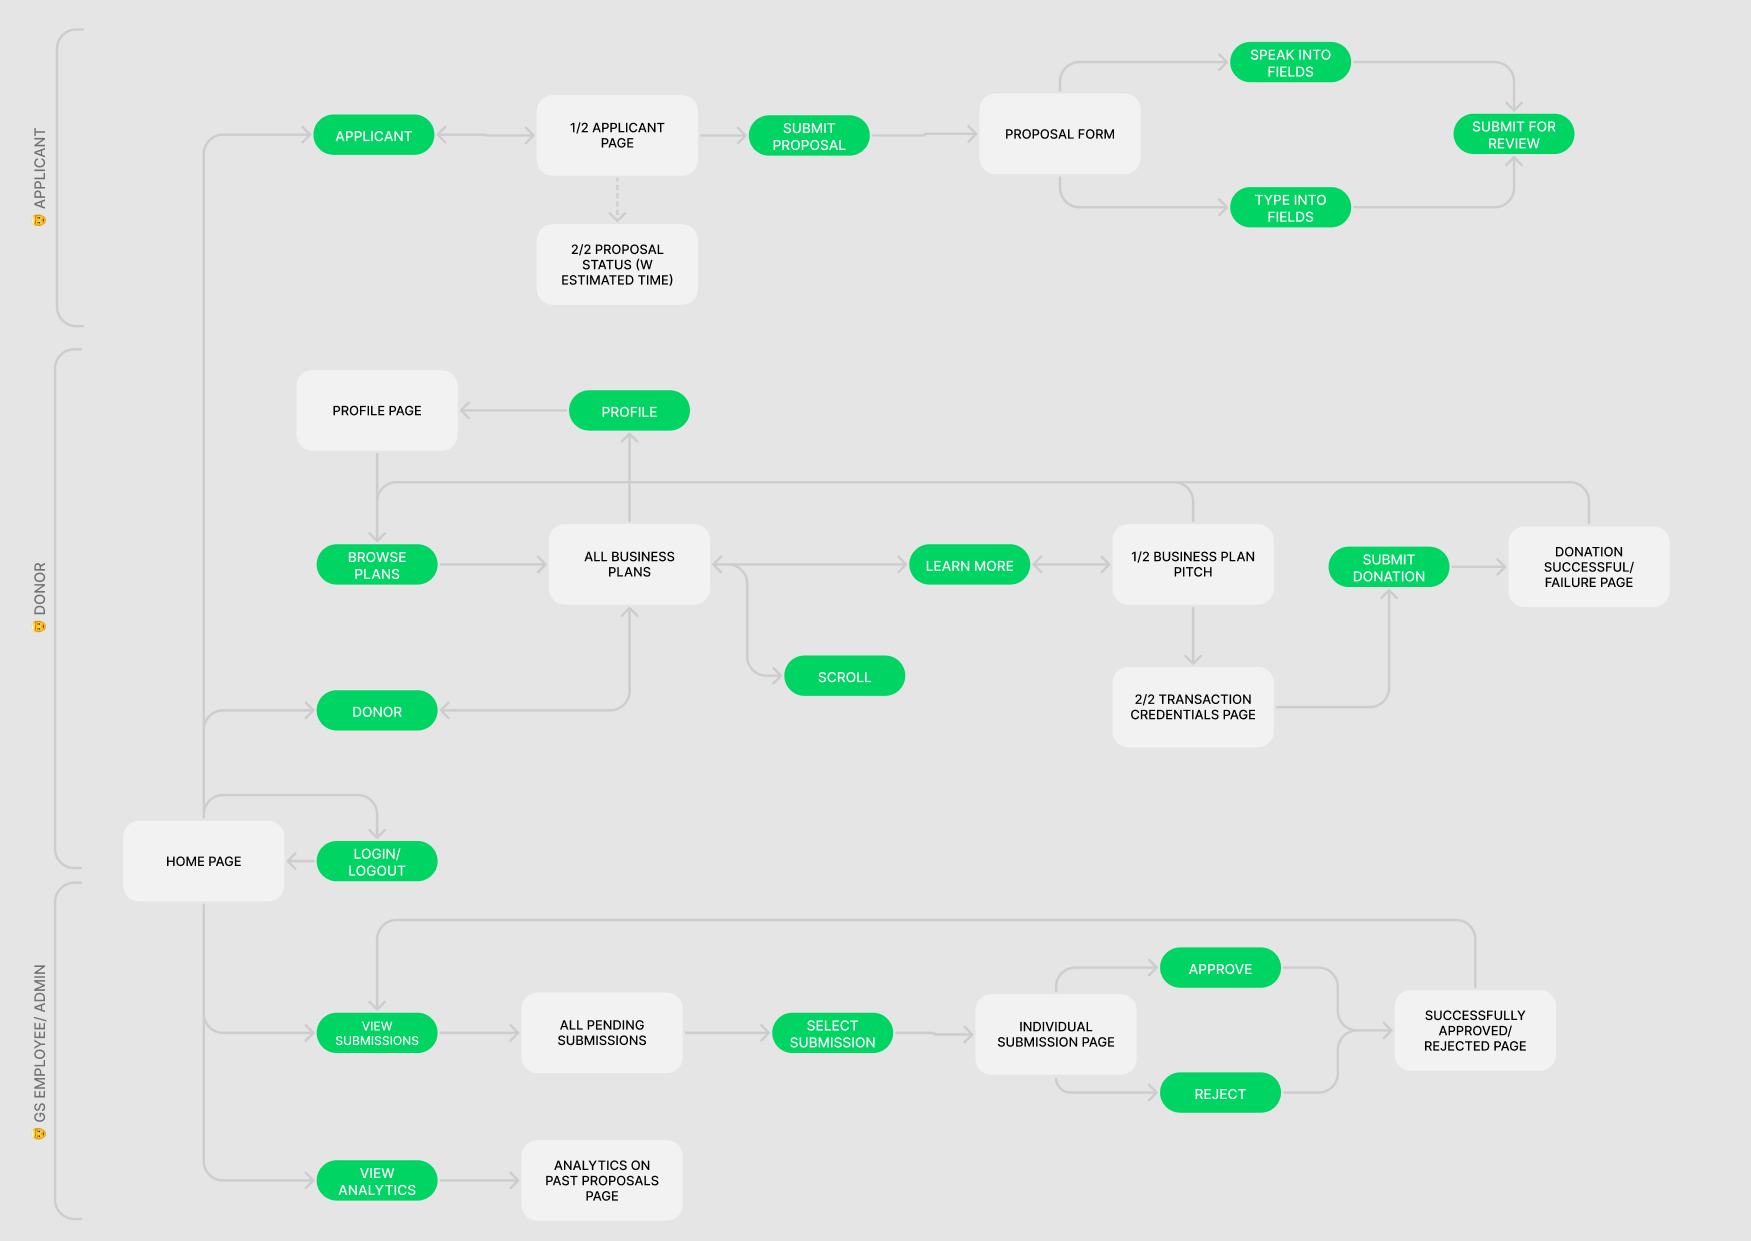 APPLICANT
APPLICANT
1/2 APPLICANT
PAGE
SUBMIT
PROPOSAL
PROPOSAL FORM
SPEAK INTO
FIELDS
TYPE INTO
FIELDS
SUBMIT FOR
REVIEW
2/2 PROPOSAL
STATUS (W
ESTIMATED TIME)
DONOR
PROFILE PAGE
PROFILE
BROWSE
PLANS
ALL BUSINESS
PLANS
LEARN MORE
1/2 BUSINESS PLAN
PITCH
SUBMIT
DONATION
DONATION
SUCCESSFUL/
FAILURE PAGE
SCROLL
DONOR
2/2 TRANSACTION
CREDENTIALS PAGE
HOME PAGE
LOGIN/
LOGOUT
GS EMPLOYEE/ ADMIN
VIEW
SUBMISSIONS
ALL PENDING
SUBMISSIONS
SELECT
SUBMISSION
INDIVIDUAL
SUBMISSION PAGE
APPROVE
REJECT
SUCCESSFULLY
APPROVED/
REJECTED PAGE
VIEW
ANALYTICS
ANALYTICS ON
PAST PROPOSALS
PAGE